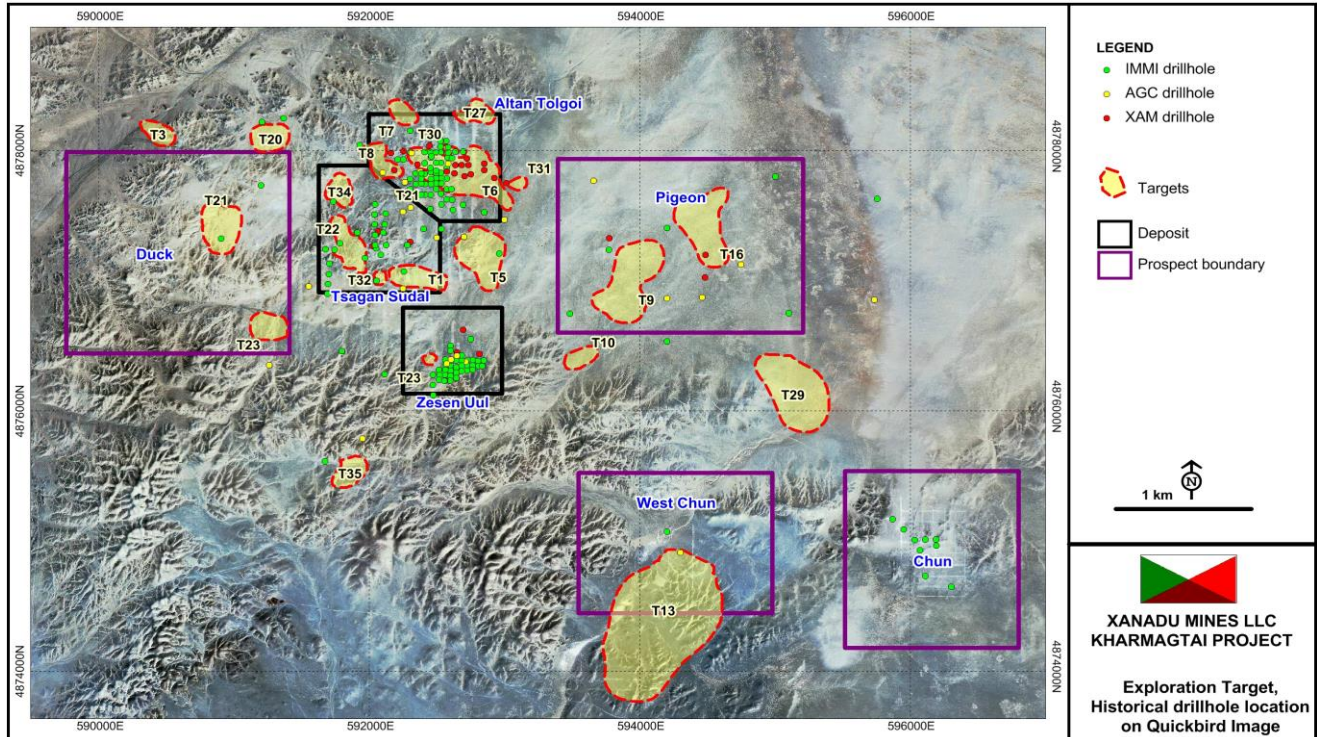 590000E
592000E
594000E
596000E
4878000N
4876000N
4874000N
4878000N
4876000N
4874000N
Altan Tolgoi
T3
T20
T7
T30
T27
T8
T31
T34
T21
T6
T21
T22
Duck
T32
T1
T5
Tsagan Sudal
T23
Pigeon
T16
T9
T10
T23
Zesen Uul
T29
T35
West Chun
Chun
T13
590000E
592000E
594000E
596000E
LEGEND
IMMI drillhole
AGC drillhole
XAM drillhole
Targets
Deposit
Prospect boundary
N
1 km
XANADU MINES LLC
KHARMAGTAI PROJECT
Exploration Target,
Historical drillhole location
on Quickbird Image